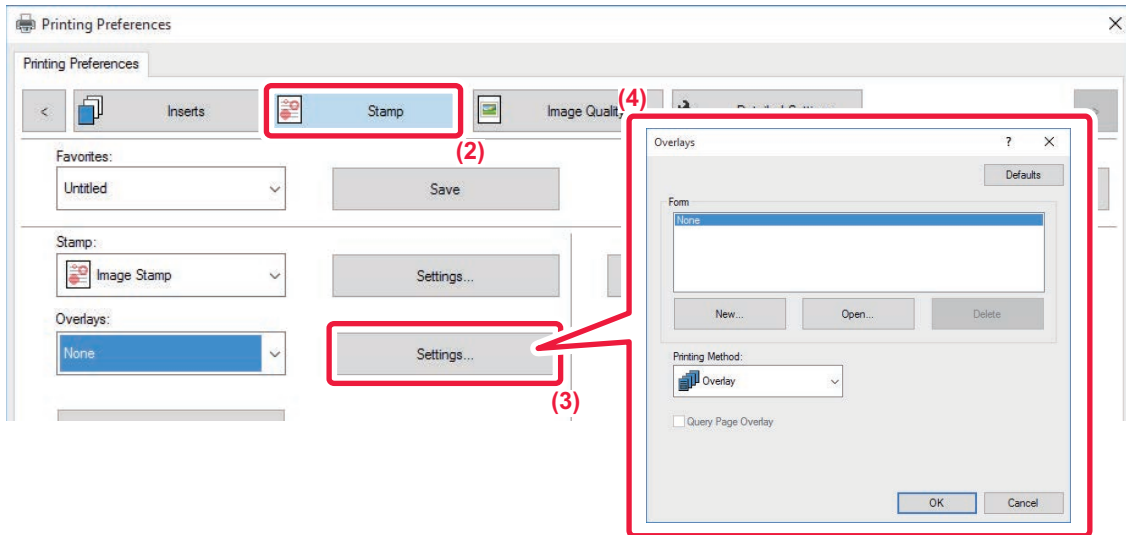 Printing Preferences
Printing Preferences
< Inserts Stamp Image Quality
(2)
(4)
Favorites:
Untitled Save
Stamp:
Image Stamp Settings...
Overlays:
None Settings...
(3)
Overlays ?
Defaults
Form
None
New... Open... Delete
Printing Method:
Overlay
Query Page Overlay
OK Cancel